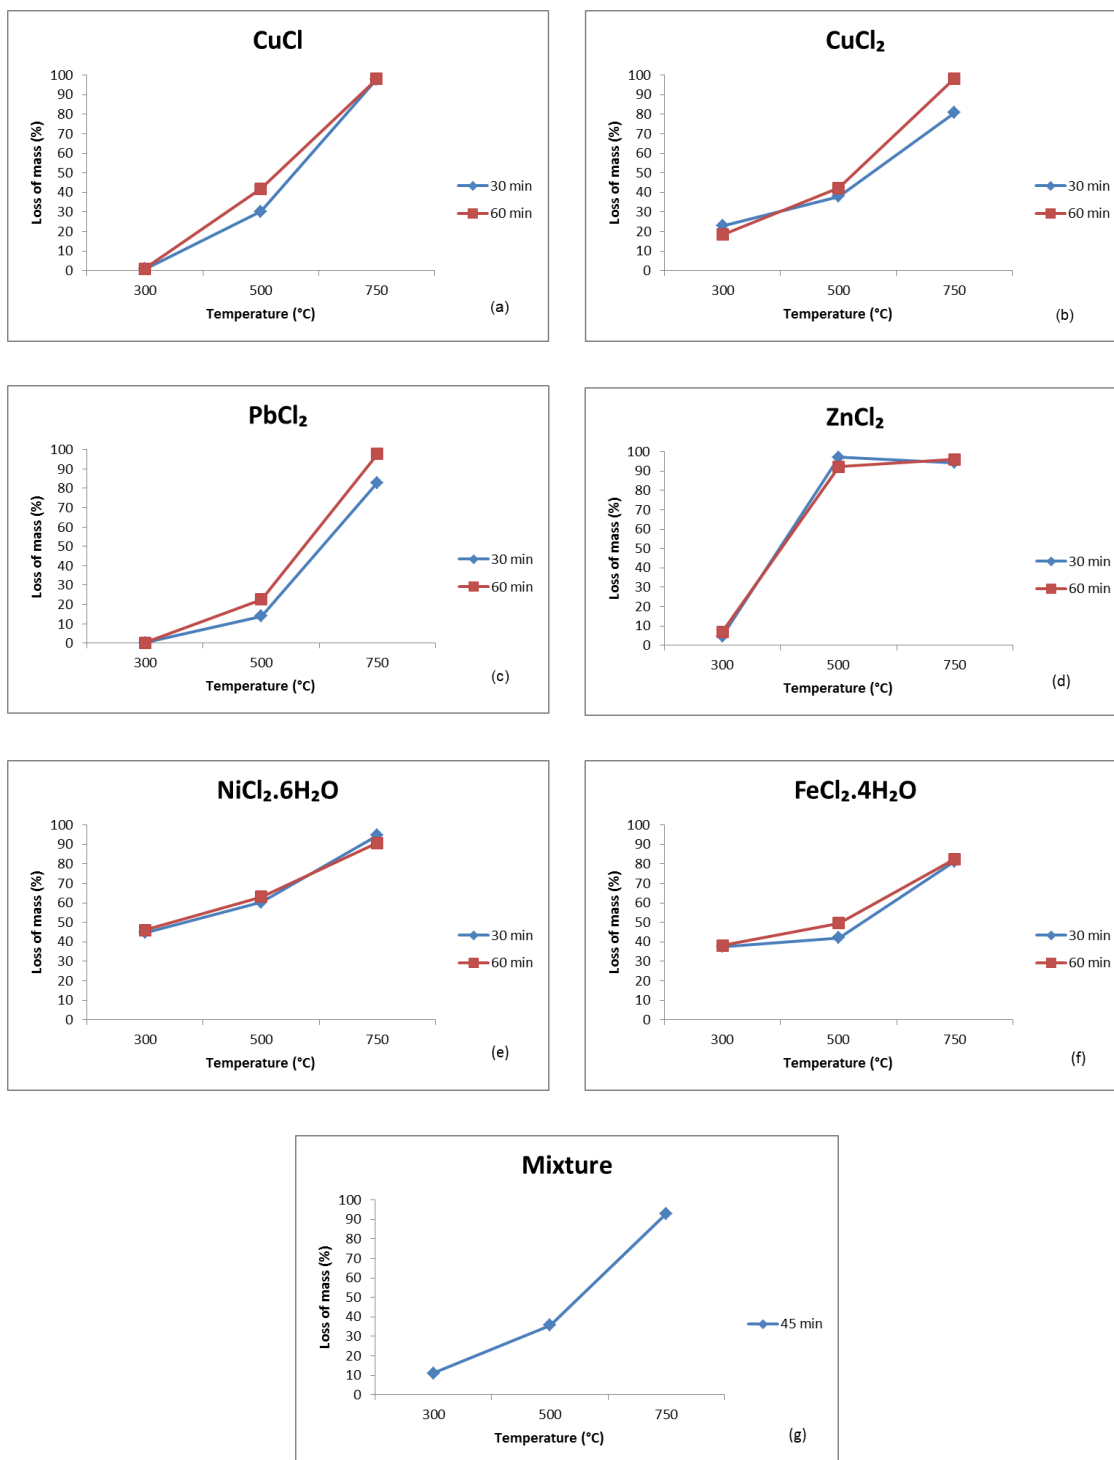 CuCl
100
90
80
70
60
50
40
30
20
10
0
Loss of mass (%)
300 500 750
Temperature (°C)
30 min
60 min
(a)
CuCl₂
100
90
80
70
60
50
40
30
20
10
0
Loss of mass (%)
300 500 750
Temperature (°C)
30 min
60 min
(b)
PbCl₂
100
90
80
70
60
50
40
30
20
10
0
Loss of mass (%)
300 500 750
Temperature (°C)
30 min
60 min
(c)
ZnCl₂
100
90
80
70
60
50
40
30
20
10
0
Loss of mass (%)
300 500 750
Temperature (°C)
30 min
60 min
(d)
NiCl₂.6H₂O
100
90
80
70
60
50
40
30
20
10
0
Loss of mass (%)
300 500 750
Temperature (°C)
30 min
60 min
(e)
FeCl₂.4H₂O
100
90
80
70
60
50
40
30
20
10
0
Loss of mass (%)
300 500 750
Temperature (°C)
30 min
60 min
(f)
Mixture
100
90
80
70
60
50
40
30
20
10
0
Loss of mass (%)
300 500 750
Temperature (°C)
45 min
(g)